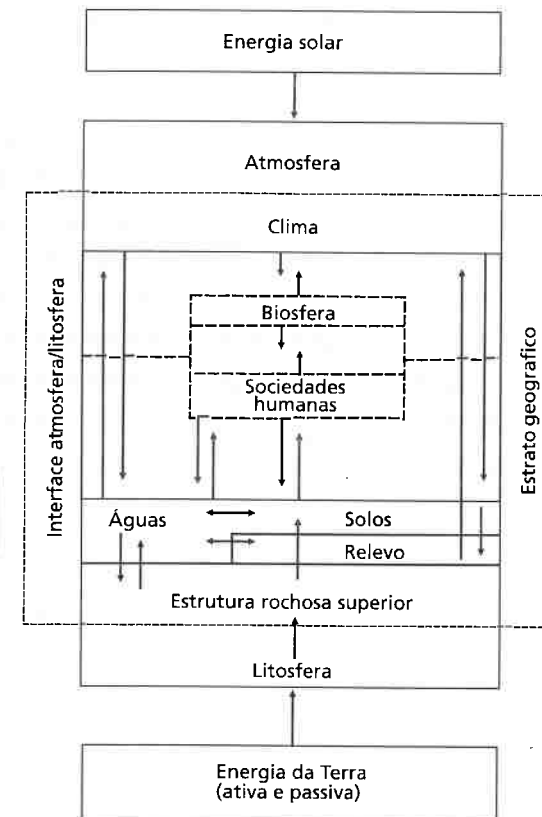 Energia solar
Atmosfera
Clima
Interface atmosfera/litosfera
Biosfera
Sociedades
humanas
Estrato geografico
Águas
Solos
Relevo
Estrutura rochosa superior
Litosfera
Energia da Terra
(ativa e passiva)